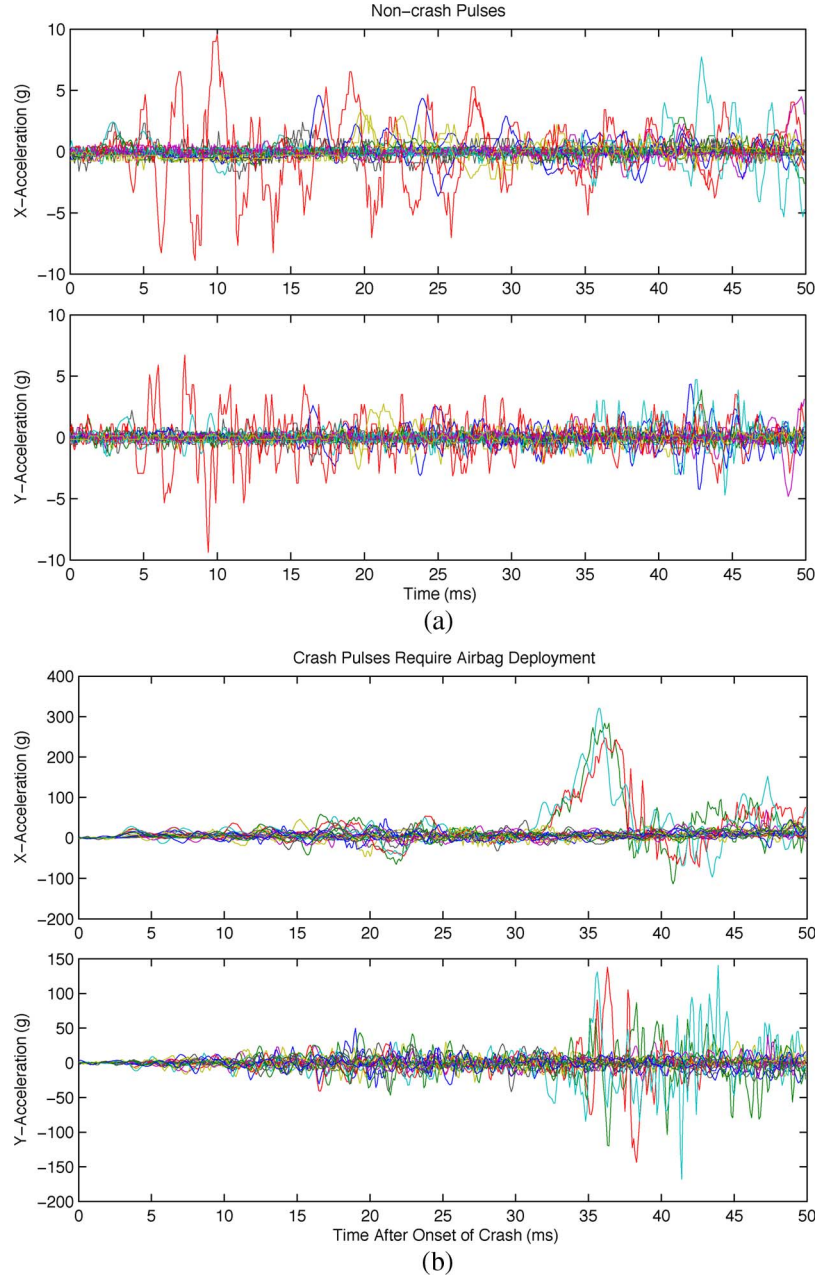 Non-crash Pulses
X-Acceleration (g)
10
5
0
−5
−10
0 5 10 15 20 25 30 35 40 45 50
Y-Acceleration (g)
10
5
0
−5
−10
0 5 10 15 20 25 30 35 40 45 50
Time (ms)
(a)
Crash Pulses Require Airbag Deployment
X-Acceleration (g)
400
300
200
100
0
−100
−200
0 5 10 15 20 25 30 35 40 45 50
Y-Acceleration (g)
150
100
50
0
−50
−100
−150
−200
0 5 10 15 20 25 30 35 40 45 50
Time After Onset of Crash (ms)
(b)